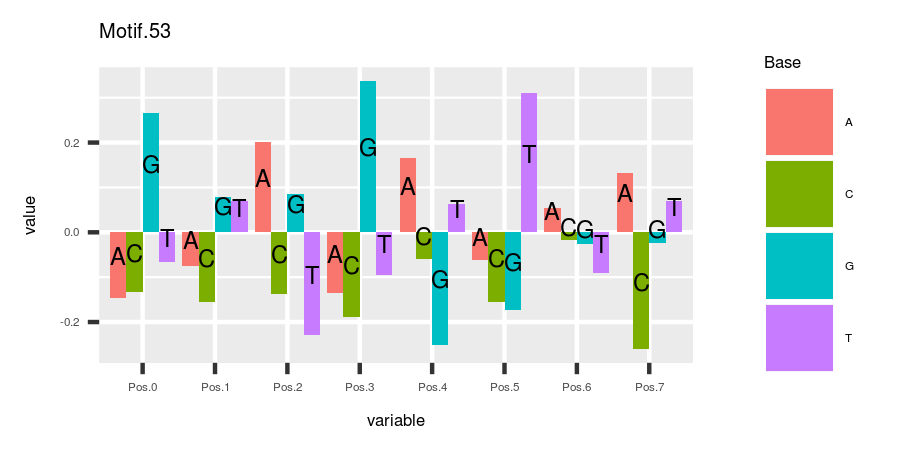 Motif.53
value
0.2
0.0
-0.2
A C G T
A C G T
A C G T
A C G T
A C G T
A C G T
A C G T
A C G T
Pos.0 Pos.1 Pos.2 Pos.3 Pos.4 Pos.5 Pos.6 Pos.7
variable
Base
A
C
G
T